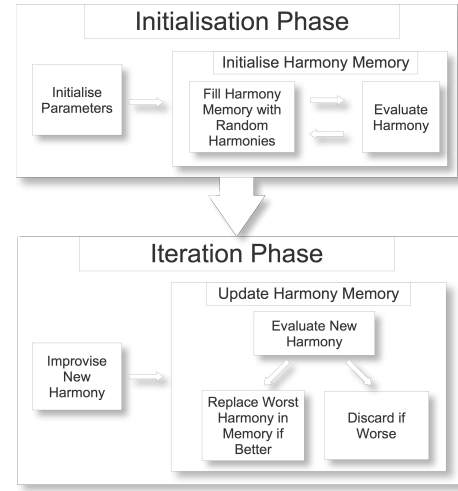 Initialisation Phase
Initialise Harmony Memory
Initialise
Parameters
Fill Harmony
Memory with
Random
Harmonies
Evaluate
Harmony
Iteration Phase
Update Harmony Memory
Evaluate New
Harmony
Improvise
New
Harmony
Replace Worst
Harmony in
Memory if
Better
Discard if
Worse